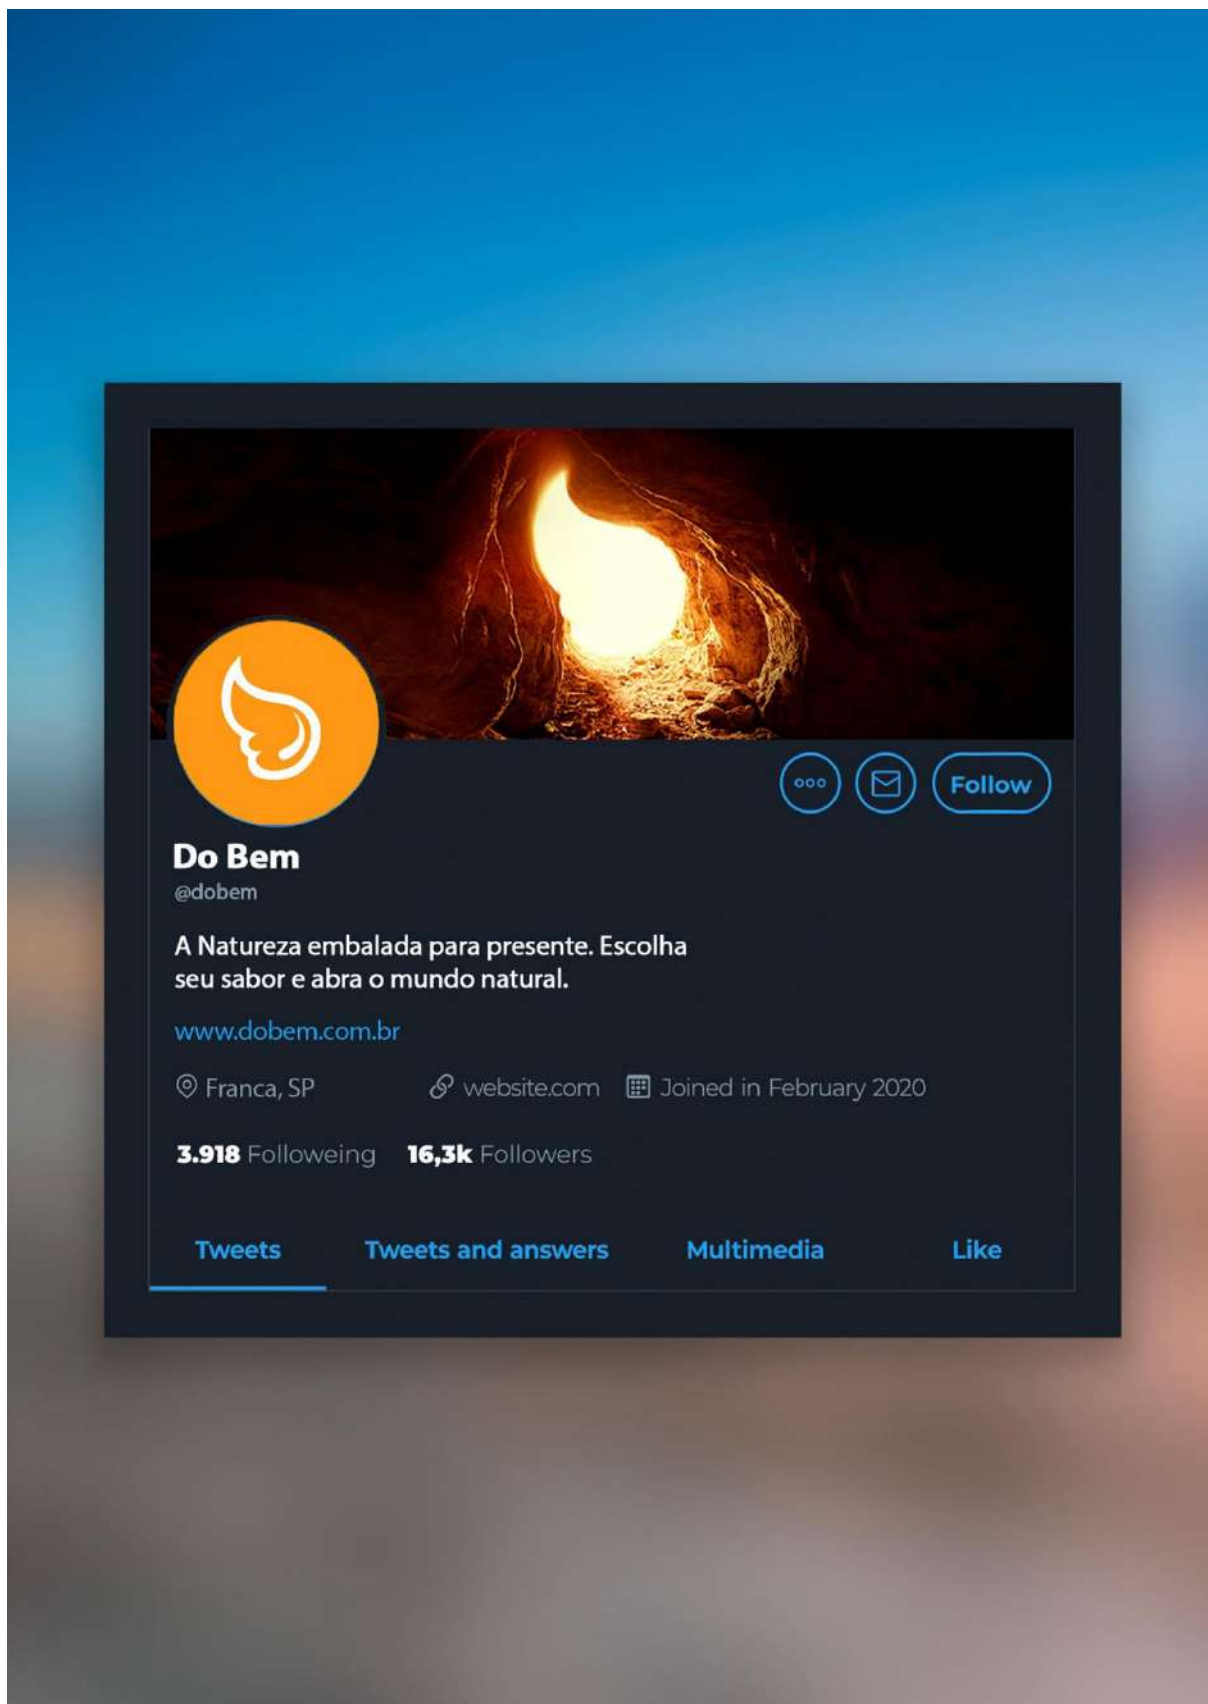 Follow
Do Bem
@dobem
A Natureza embalada para presente. Escolha
seu sabor e abra o mundo natural.
www.dobem.com.br
Franca, SP website.com Joined in February 2020
3.918 Followeing 16,3k Followers
Tweets Tweets and answers Multimedia Like